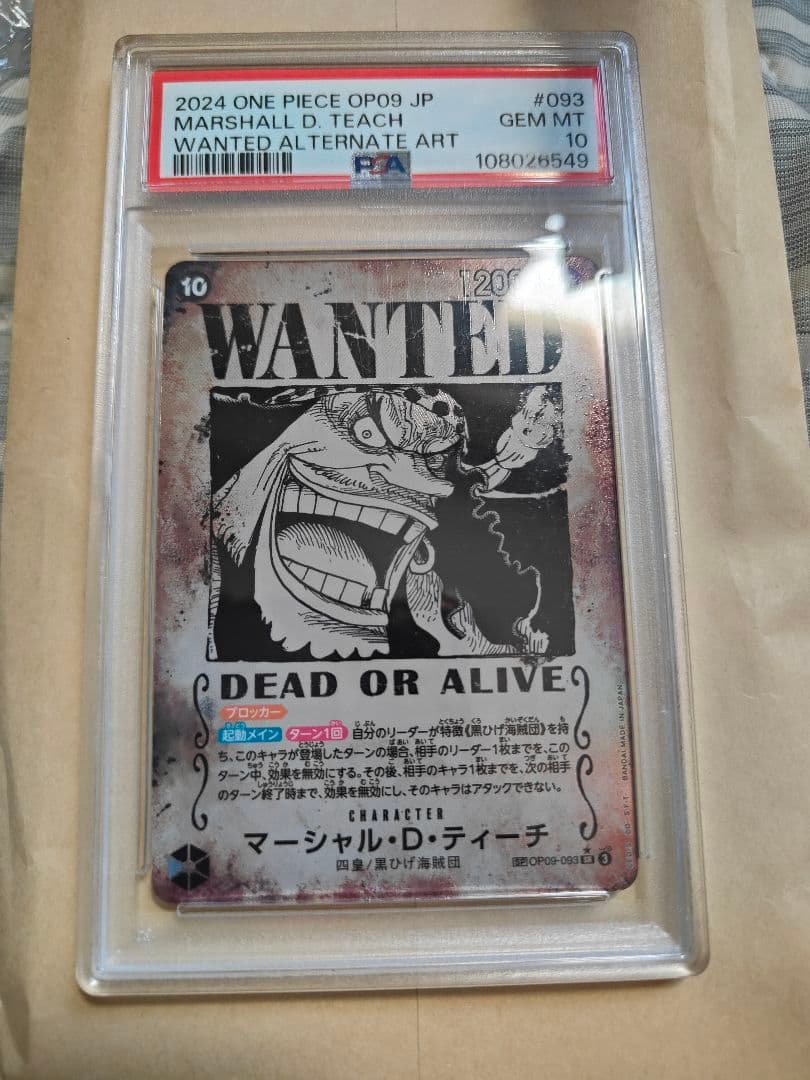 2024 ONE PIECE OP09 JP #093
MARSHALL D. TEACH GEM MT
WANTED ALTERNATE ART 10
PSA 108026549
10
WANTED
DEAD OR ALIVE
ブロッカー
起動メイン ターン1回 自分のリーダーが特徴《黒ひげ海賊団》を持
ち、このキャラが登場したターンの場合、相手のリーダー1枚までを、この
ターン中、効果を無効にする。その後、相手のキャラ1枚までを、次の相手
のターン終了時まで、効果を無効にし、そのキャラはアタックできない。
CHARACTER
マーシャル・D・ティーチ
四皇/黒ひげ海賊団
SP OP09-093 SR 3
BANDAI MADE IN JAPAN